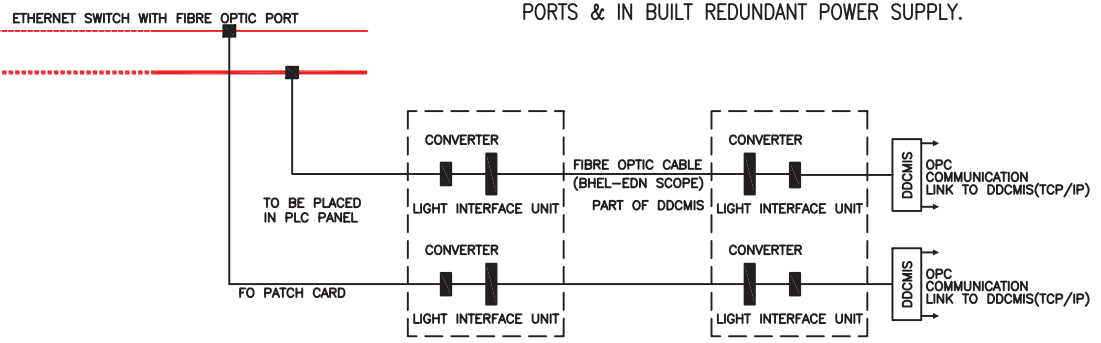 PORTS & IN BUILT REDUNDANT POWER SUPPLY.
ETHERNET SWITCH WITH FIBRE OPTIC PORT
CONVERTER
CONVERTER
FIBRE OPTIC CABLE
(BHEL-EDN SCOPE)
PART OF DDCMIS
DDCMIS
OPC
COMMUNICATION
LINK TO DDCMIS(TCP/IP)
TO BE PLACED
IN PLC PANEL
LIGHT INTERFACE UNIT
LIGHT INTERFACE UNIT
CONVERTER
CONVERTER
FO PATCH CARD
DDCMIS
OPC
COMMUNICATION
LINK TO DDCMIS(TCP/IP)
LIGHT INTERFACE UNIT
LIGHT INTERFACE UNIT